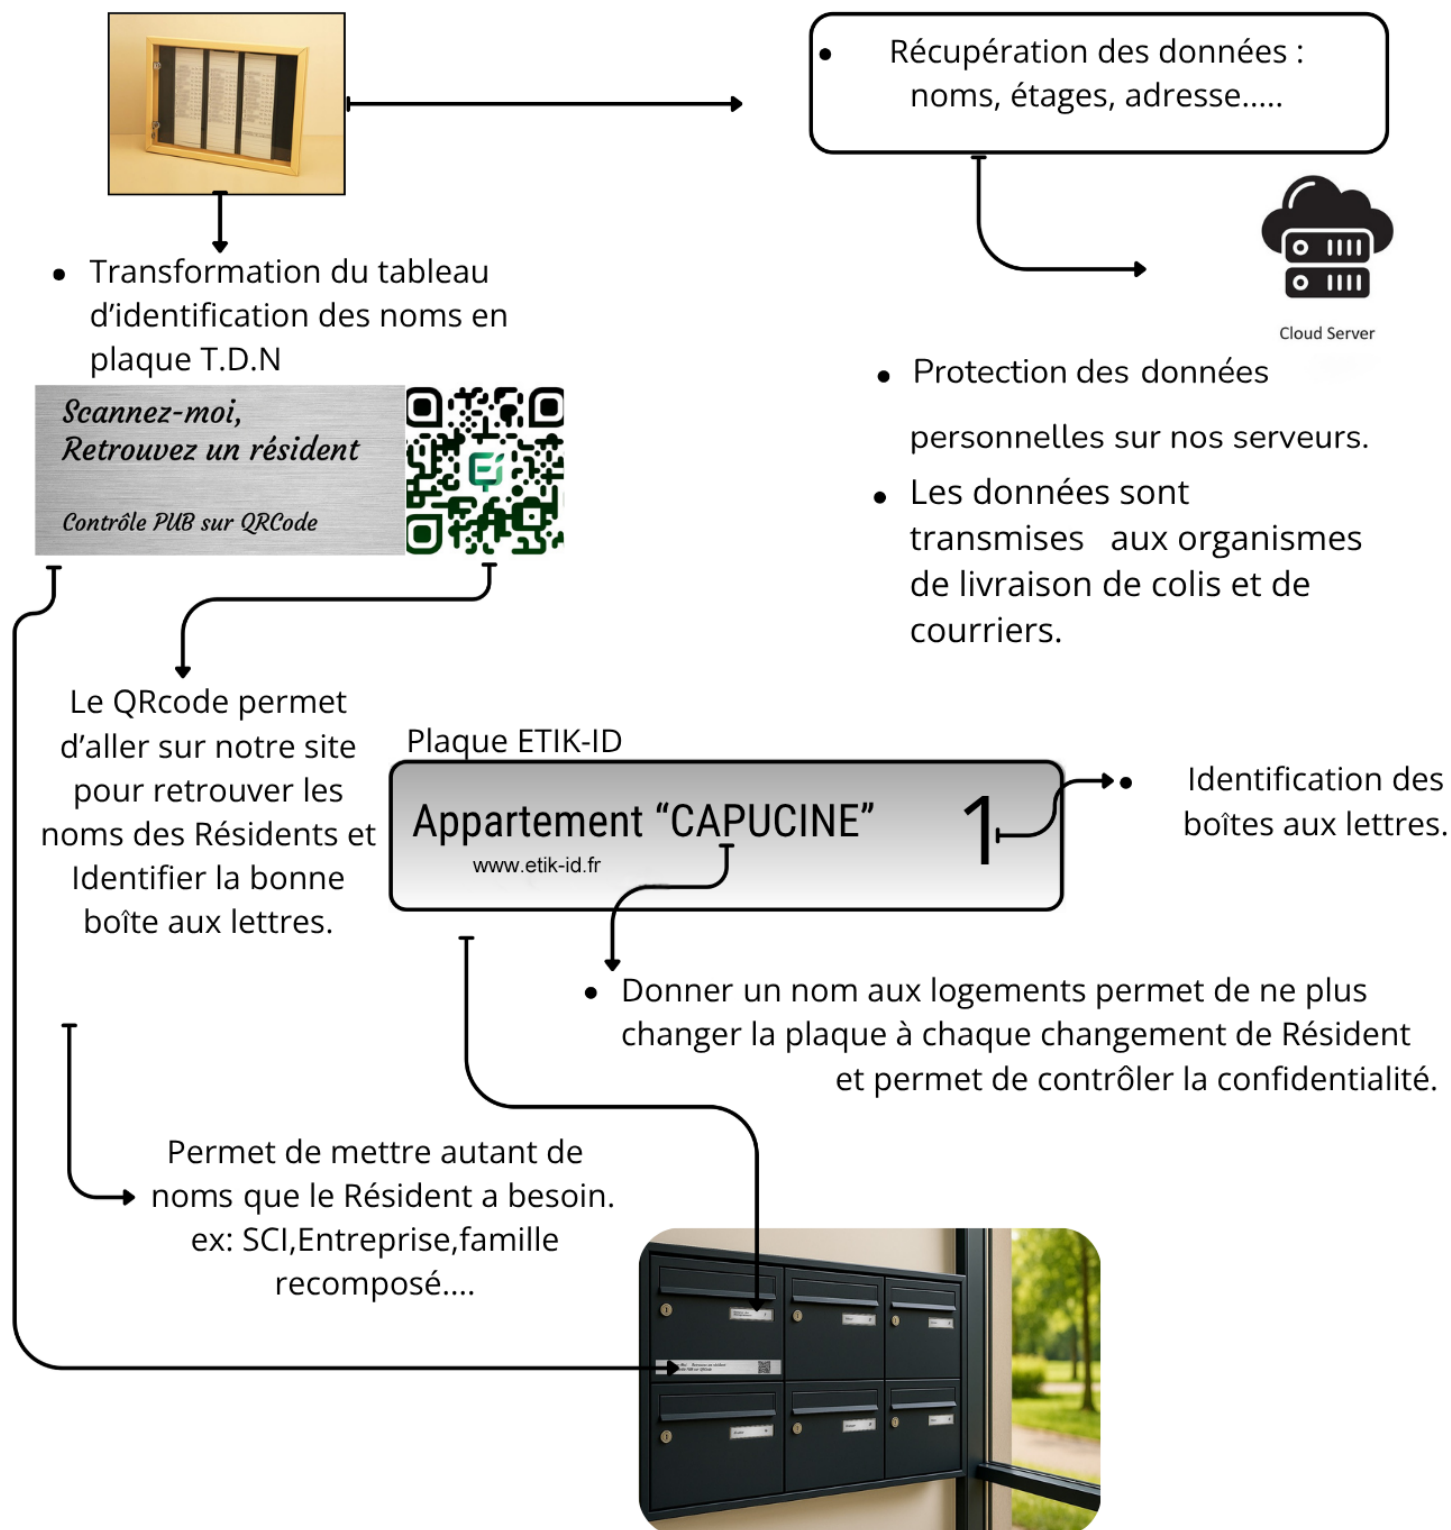 Récupération des données :
noms, étages, adresse.....
Cloud Server
• Transformation du tableau
d’identification des noms en
plaque T.D.N
Scannez-moi,
Retrouvez un résident
Contrôle PUB sur QRCode
• Protection des données
personnelles sur nos serveurs.
• Les données sont
transmises aux organismes
de livraison de colis et de
courriers.
Le QRcode permet
d’aller sur notre site
pour retrouver les
noms des Résidents et
Identifier la bonne
boîte aux lettres.
Plaque ETIK-ID
Appartement “CAPUCINE” 1
www.etik-id.fr
• Identification des
boîtes aux lettres.
• Donner un nom aux logements permet de ne plus
changer la plaque à chaque changement de Résident
et permet de contrôler la confidentialité.
Permet de mettre autant de
noms que le Résident a besoin.
ex: SCI,Entreprise,famille
recomposé....